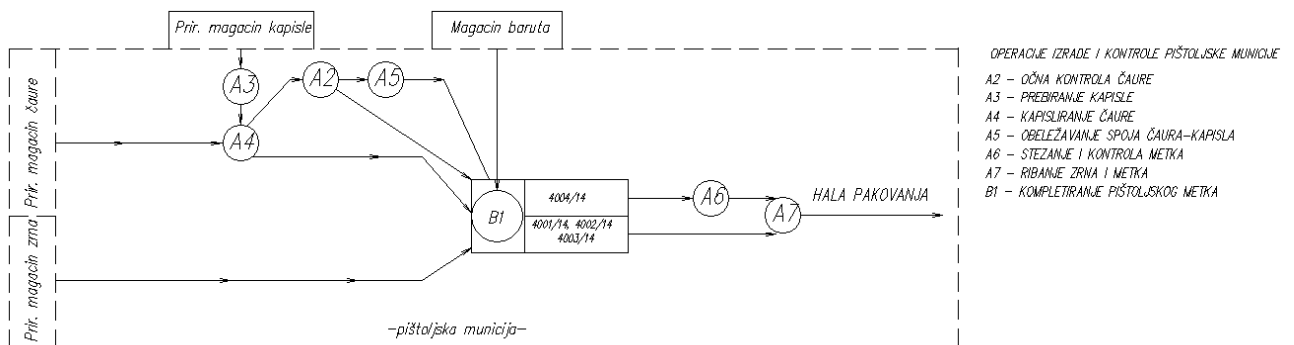 Prir. magacin kapisle
Magacin baruta
Prir. magacin čaure
Prir. magacin zrna
A3
A2
A5
A4
B1
4004/14
4001/14, 4002/14
4003/14
A6
A7
HALA PAKOVANJA
-pištoljska municija-
OPERACIJE IZRADE I KONTROLE PIŠTOLJSKE MUNICIJE
A2 - OČNA KONTROLA ČAURE
A3 - PREBIRANJE KAPISLE
A4 - KAPISLIRANJE ČAURE
A5 - OBELEŽAVANJE SPOJA ČAURA-KAPISLA
A6 - STEZANJE I KONTROLA METKA
A7 - RIBANJE ZRNA I METKA
B1 - KOMPLETIRANJE PIŠTOLJSKOG METKA